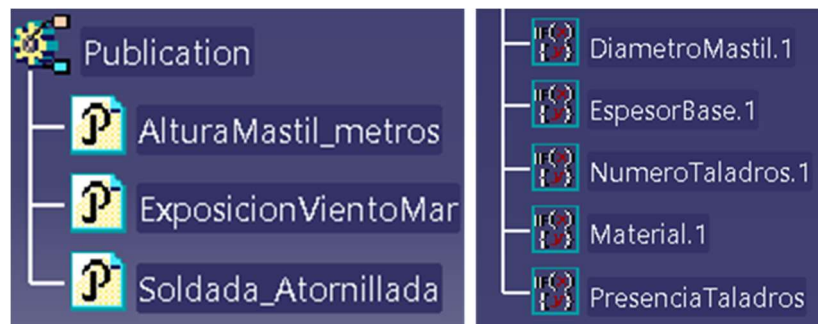 Publication
AlturaMastil_metros
ExposicionVientoMar
Soldada_Atornillada
DiametroMastil.1
EspesorBase.1
NumeroTaladros.1
Material.1
PresenciaTaladros